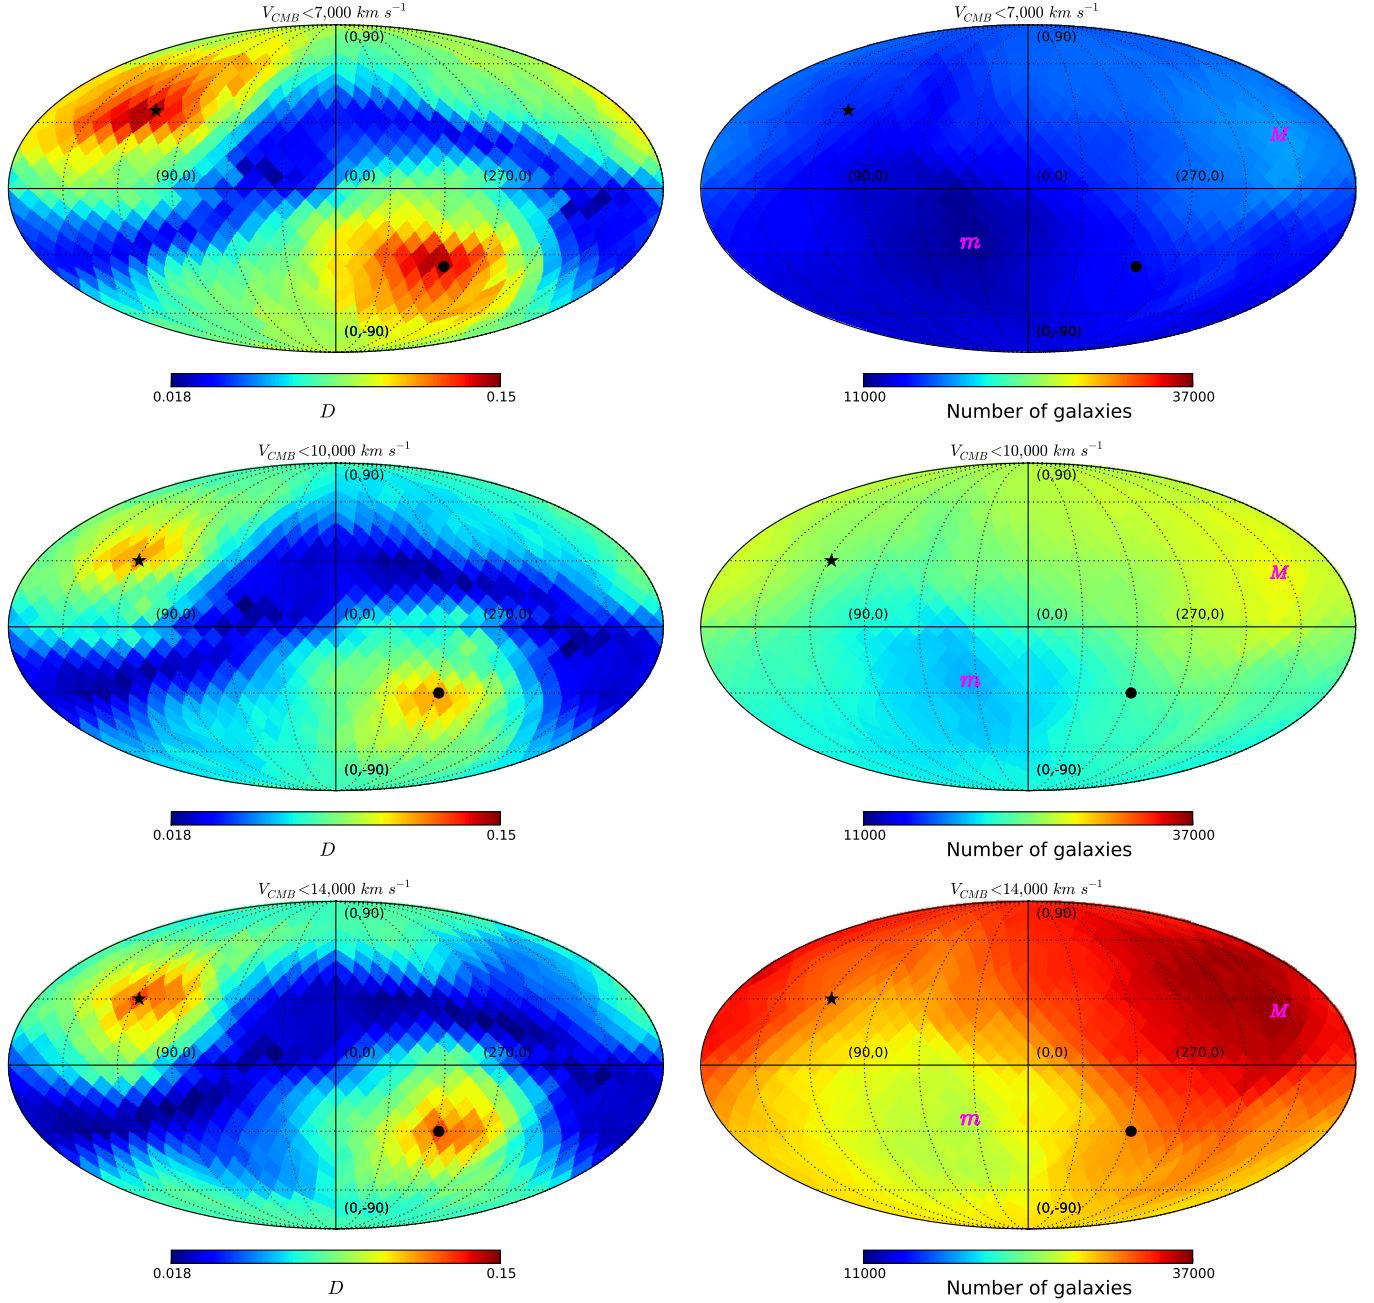 V_CMB<7,000 km s⁻¹
(0,90)
(90,0) (0,0) (270,0)
(0,-90)
0.018 0.15
D
V_CMB<7,000 km s⁻¹
(0,90)
M
(90,0) (0,0) (270,0)
m
(0,-90)
11000 37000
Number of galaxies
V_CMB<10,000 km s⁻¹
(0,90)
(90,0) (0,0) (270,0)
(0,-90)
0.018 0.15
D
V_CMB<10,000 km s⁻¹
(0,90)
M
(90,0) (0,0) (270,0)
m
(0,-90)
11000 37000
Number of galaxies
V_CMB<14,000 km s⁻¹
(0,90)
(90,0) (0,0) (270,0)
(0,-90)
0.018 0.15
D
V_CMB<14,000 km s⁻¹
(0,90)
M
(90,0) (0,0) (270,0)
m
(0,-90)
11000 37000
Number of galaxies